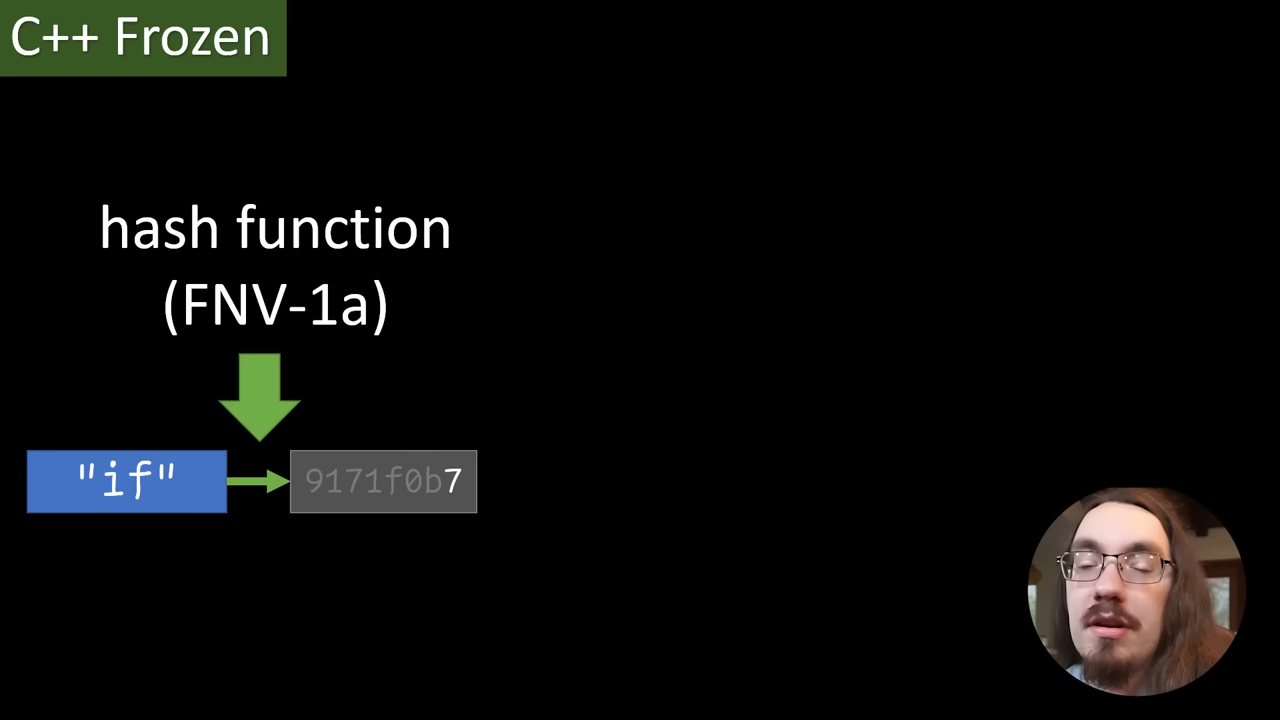 C++ Frozen
hash function
(FNV-1a)
"if"
9171f0b7